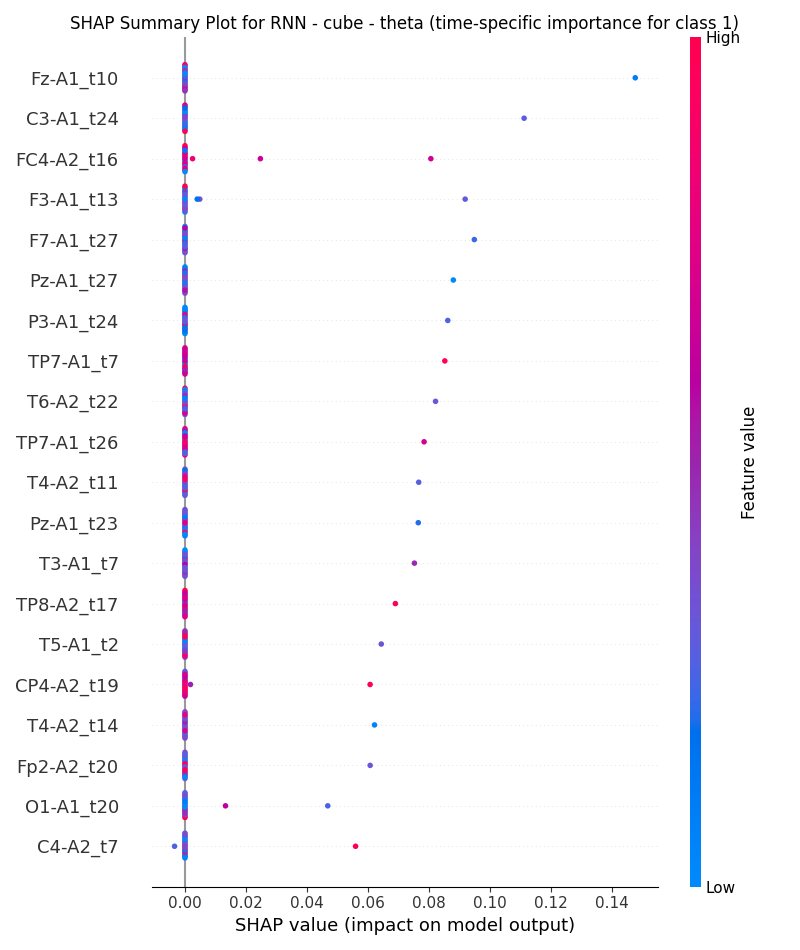 SHAP Summary Plot for RNN - cube - theta (time-specific importance for class 1)
High
Fz-A1_t10
C3-A1_t24
FC4-A2_t16
F3-A1_t13
F7-A1_t27
Pz-A1_t27
P3-A1_t24
TP7-A1_t7
T6-A2_t22
TP7-A1_t26
T4-A2_t11
Pz-A1_t23
T3-A1_t7
TP8-A2_t17
T5-A1_t2
CP4-A2_t19
T4-A2_t14
Fp2-A2_t20
O1-A1_t20
C4-A2_t7
Feature value
Low
0.00 0.02 0.04 0.06 0.08 0.10 0.12 0.14
SHAP value (impact on model output)